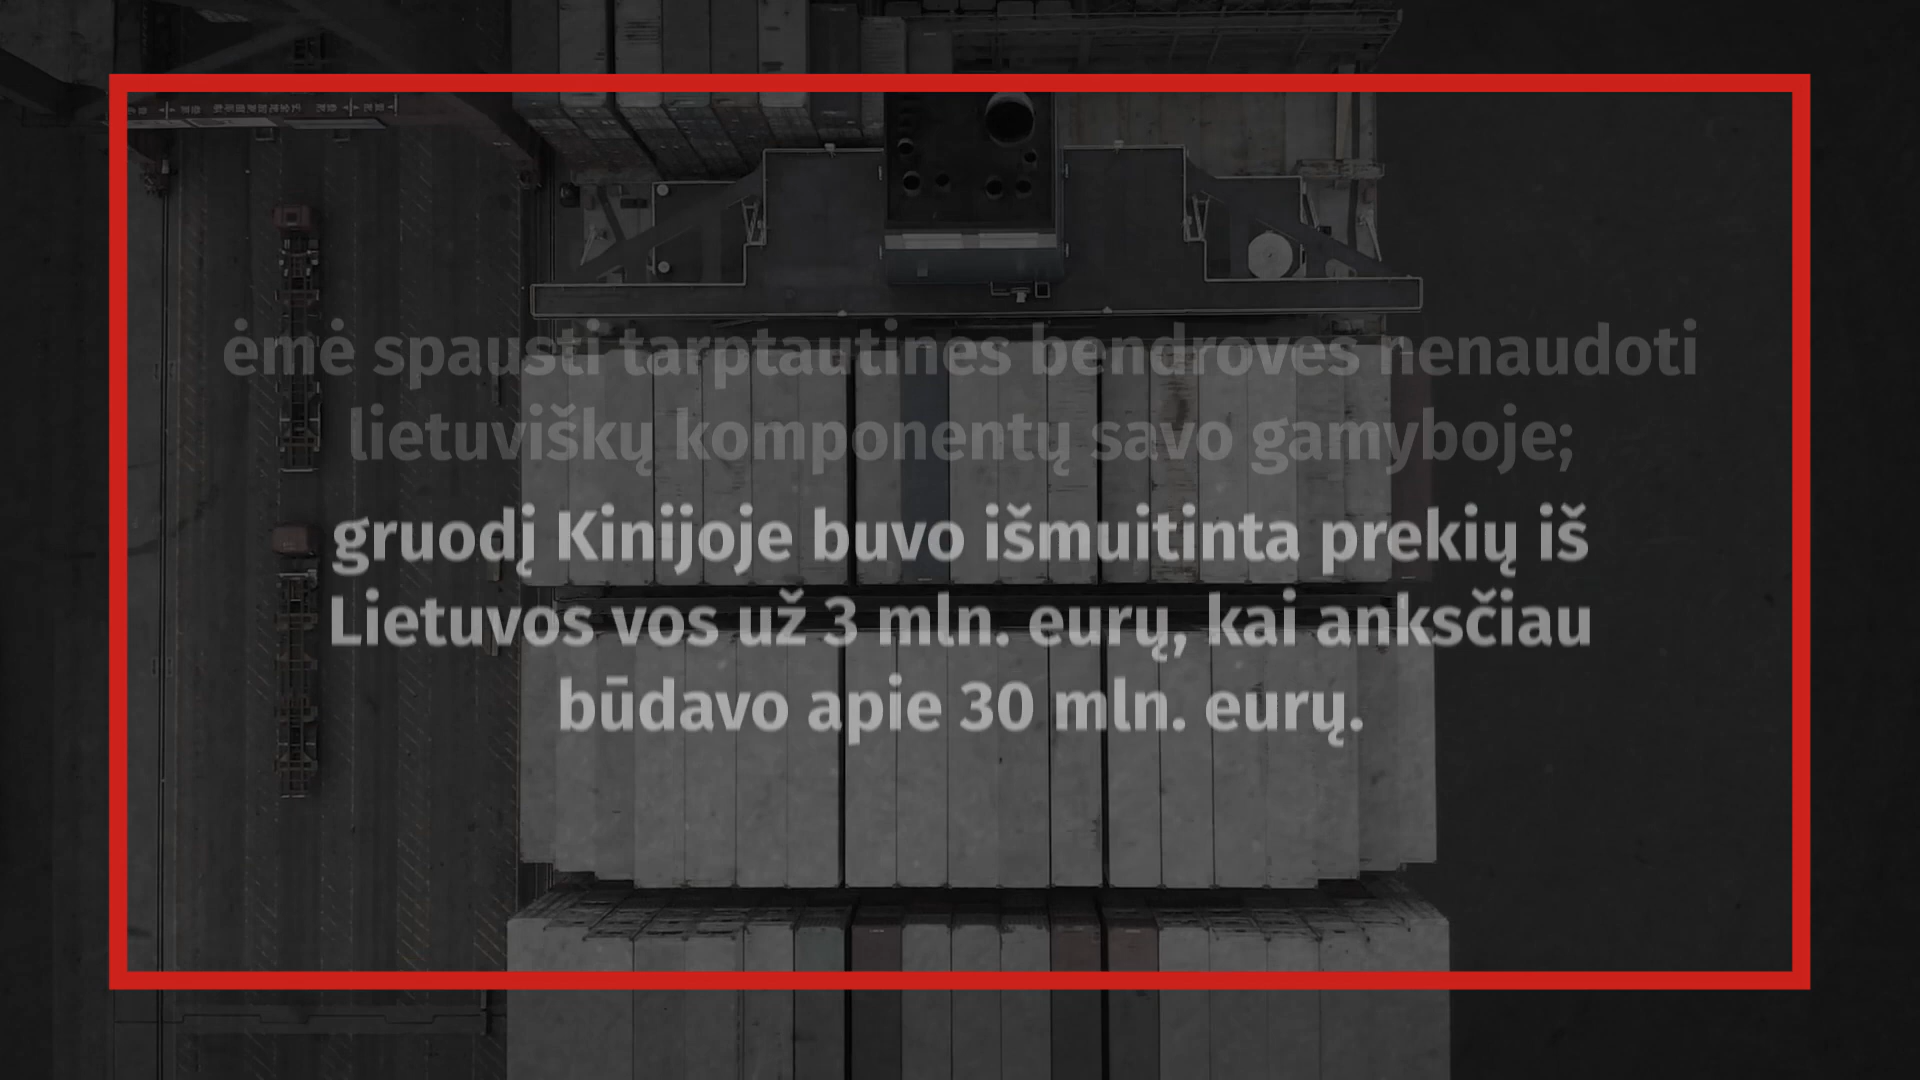 ėmė spausti tarptautines bendroves nenaudoti
lietuviškų komponentų savo gamyboje;
gruodį Kinijoje buvo išmuitinta prekių iš
Lietuvos vos už 3 mln. eurų, kai anksčiau
būdavo apie 30 mln. eurų.